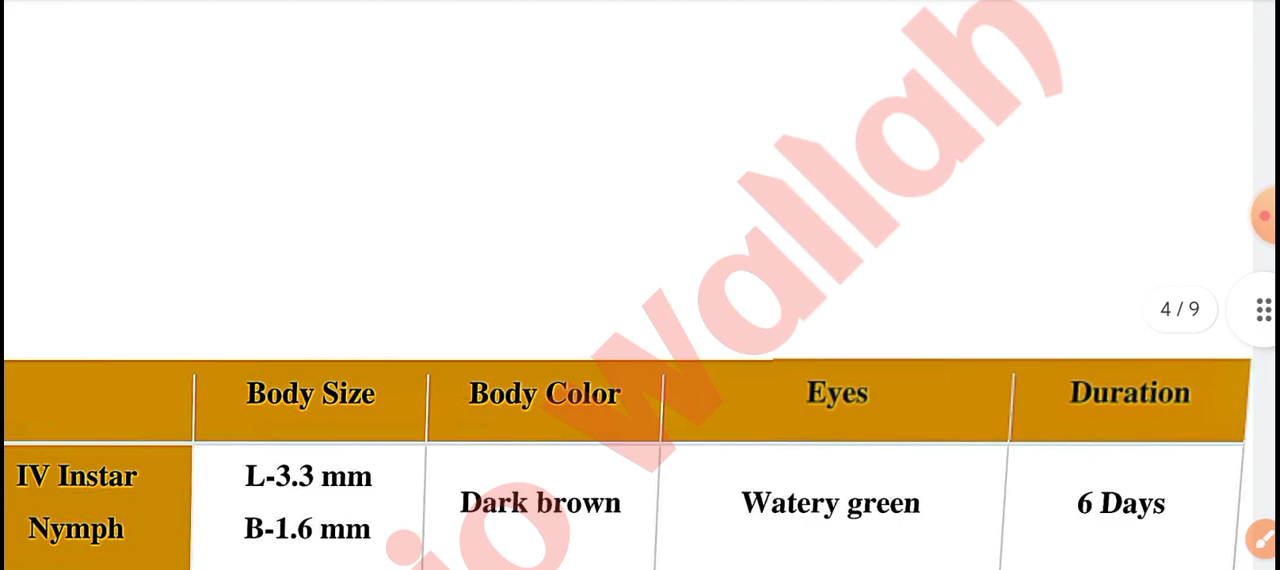 io wallah
4 / 9
Body Size Body Color Eyes Duration
IV Instar Nymph L-3.3 mm B-1.6 mm Dark brown Watery green 6 Days